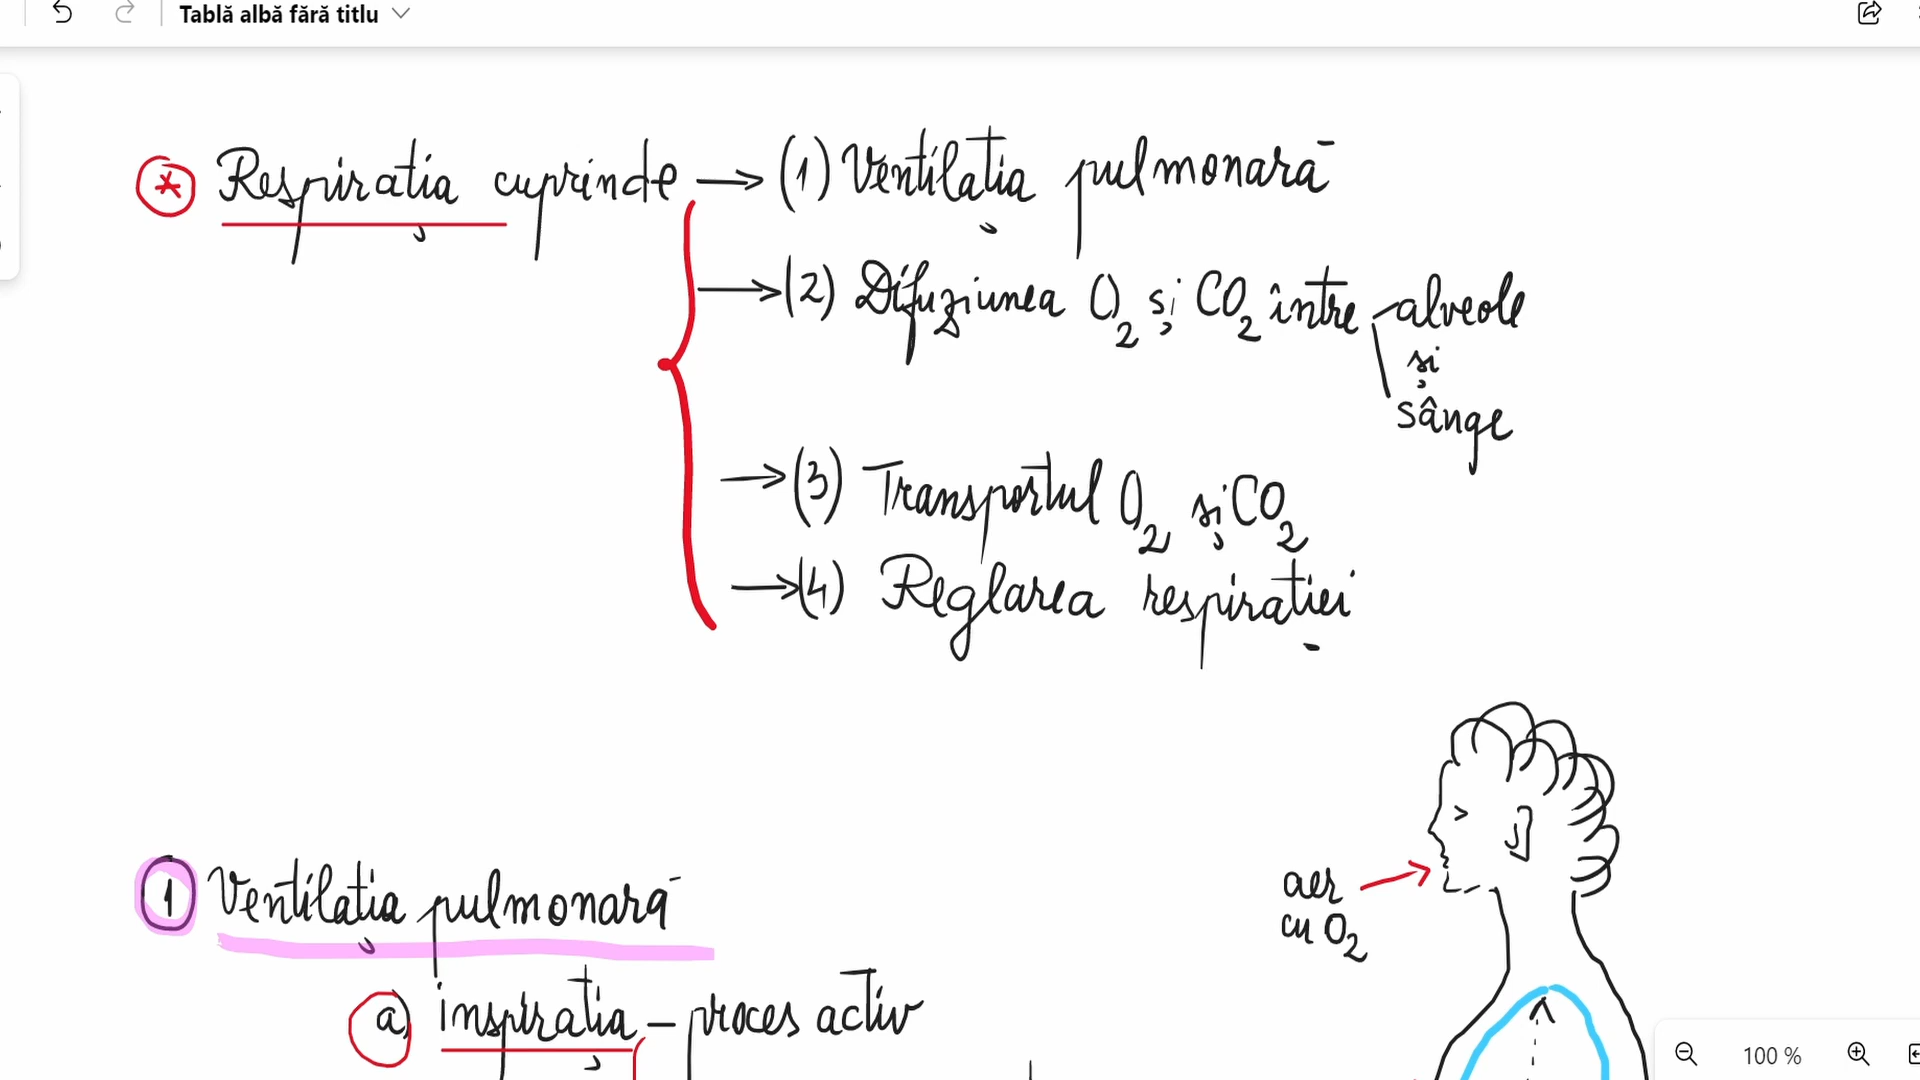 Tablă albă fără titlu
* Respirația cuprinde → (1) Ventilația pulmonară
→ (2) Difuziunea O₂ și CO₂ între alveole
și
sânge
→ (3) Transportul O₂ și CO₂
→ (4) Reglarea respirației
1 Ventilația pulmonară
aer
cu O₂
a) inspirația – proces activ
100 %